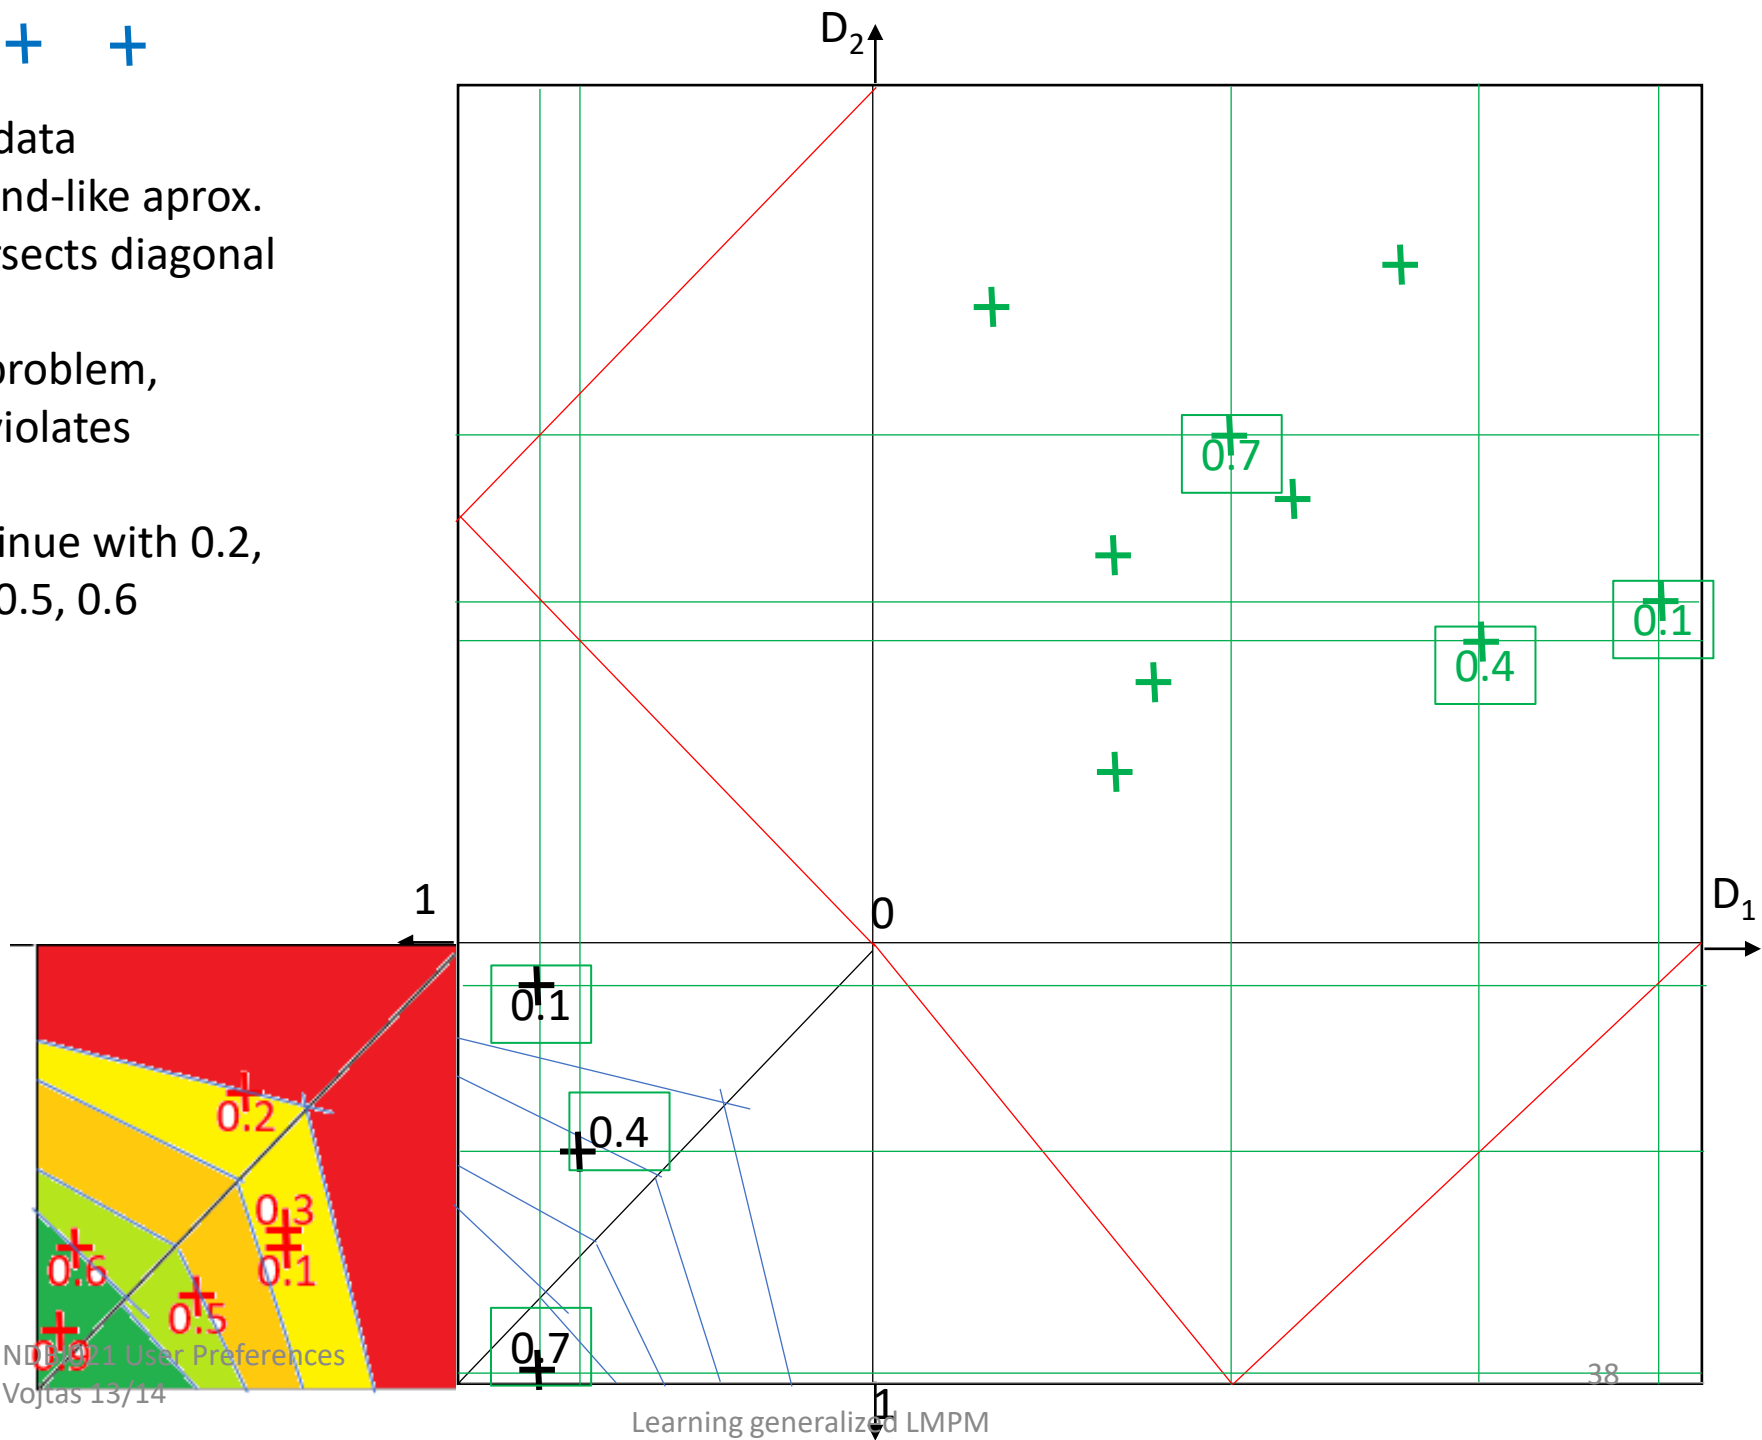 D2
data
nd-like aprox.
rsects diagonal
problem,
violates
inue with 0.2,
0.5, 0.6
0.7
0.1
0.4
1
0
D1
0.1
0.4
0.7
0.2
0.3
0.1
0.6
0.5
0.9
User Preferences
Vojtas 13/14
38
1
Learning generalized LMPM